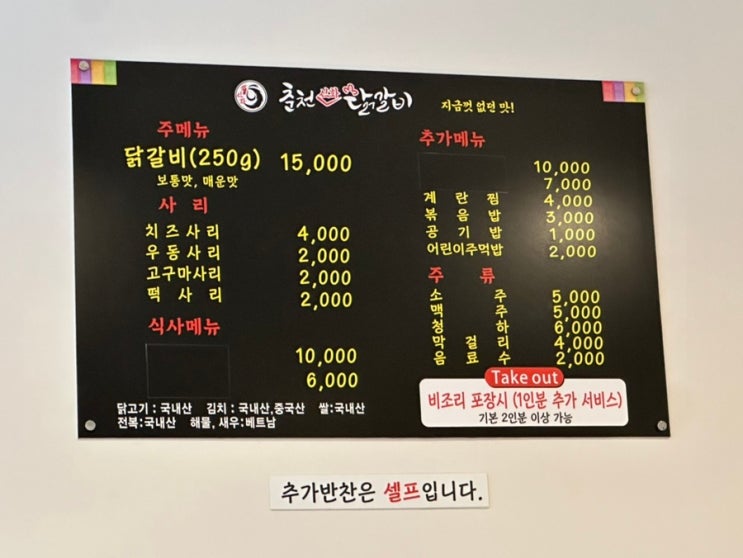 춘천 닭갈비 지금껏 없던 맛!
주메뉴
닭갈비(250g) 15,000
보통맛, 매운맛
사리
치즈사리 4,000
우동사리 2,000
고구마사리 2,000
떡사리 2,000
식사메뉴
10,000
6,000
닭고기 : 국내산 김치 : 국내산,중국산 쌀:국내산
전복:국내산 해물, 새우:베트남
추가메뉴
10,000
7,000
계란찜 4,000
볶음밥 3,000
공기밥 1,000
어린이주먹밥 2,000
주류
소주 5,000
맥주 5,000
청하 6,000
막걸리 4,000
음료수 2,000
Take out
비조리 포장시 (1인분 추가 서비스)
기본 2인분 이상 가능
추가반찬은 셀프입니다.